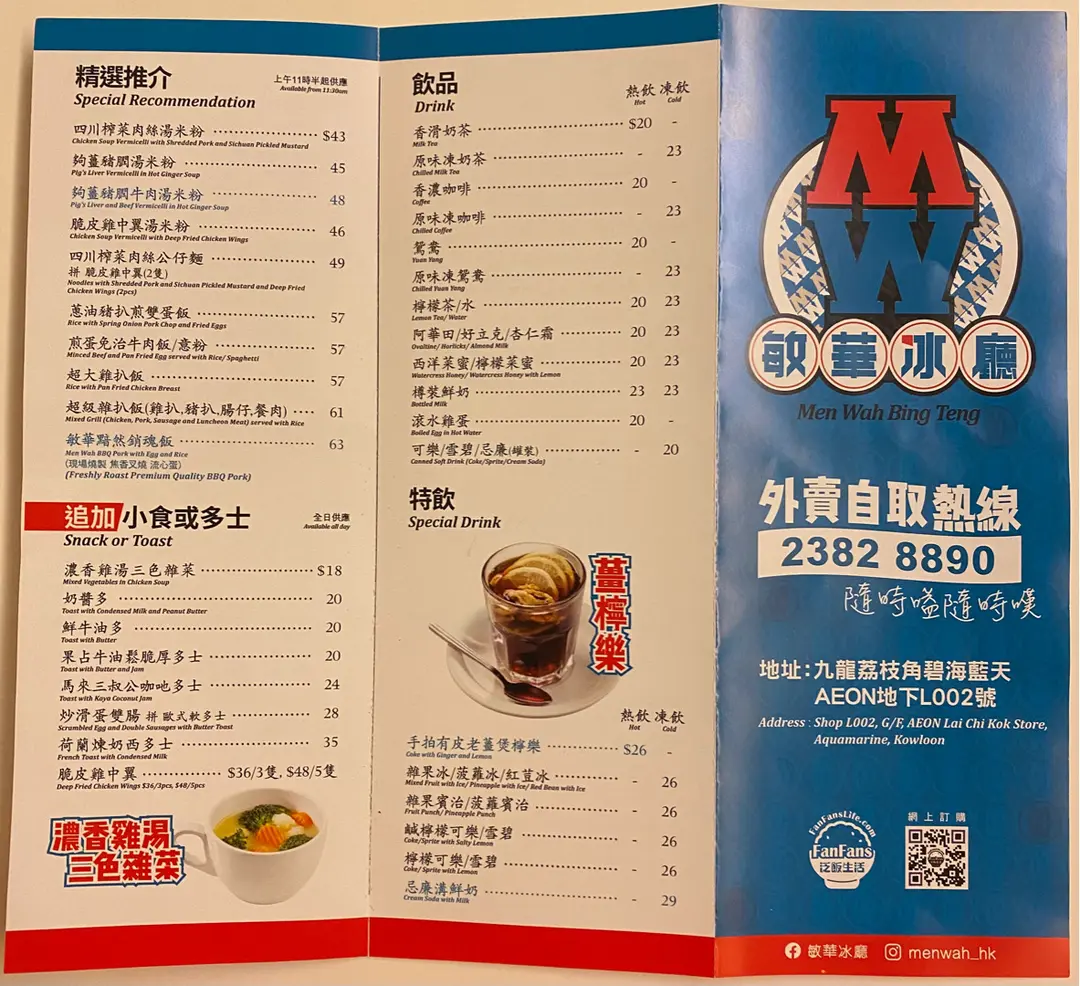 精選推介
上午11時半起供應
Special Recommendation
Available from 11:30am
四川榨菜肉絲湯米粉 $43
Chicken Soup Vermicelli with Shredded Pork and Sichuan Pickled Mustard
夠薑豬膶湯米粉 45
Pig's Liver Vermicelli in Hot Ginger Soup
夠薑豬膶牛肉湯米粉 48
Pig's Liver and Beef Vermicelli in Hot Ginger Soup
脆皮雞中翼湯米粉 46
Chicken Soup Vermicelli with Deep Fried Chicken Wings
四川榨菜肉絲公仔麵 49
拼 脆皮雞中翼(2隻)
Noodles with Shredded Pork and Sichuan Pickled Mustard and Deep Fried
Chicken Wings (2pcs)
蔥油豬扒煎雙蛋飯 57
Rice with Spring Onion Pork Chop and Fried Eggs
煎蛋免治牛肉飯/意粉 57
Minced Beef and Pan Fried Egg served with Rice/ Spaghetti
超大雞扒飯 57
Rice with Pan Fried Chicken Breast
超級雜扒飯(雞扒,豬扒,腸仔,餐肉) 61
Mixed Grill (Chicken, Pork, Sausage and Luncheon Meat) served with Rice
敏華黯然銷魂飯 63
Men Wah BBQ Pork with Egg and Rice
(現場燒製 焦香叉燒 流心蛋)
(Freshly Roast Premium Quality BBQ Pork)
追加 小食或多士
全日供應
Snack or Toast
Available all day
濃香雞湯三色雜菜 $18
Mixed Vegetables in Chicken Soup
奶醬多 20
Toast with Condensed Milk and Peanut Butter
鮮牛油多 20
Toast with Butter
果占牛油鬆脆厚多士 20
Toast with Butter and Jam
馬來三叔公咖吔多士 24
Toast with Kaya Coconut Jam
炒滑蛋雙腸 拼 歐式軟多士 28
Scrambled Egg and Double Sausages with Butter Toast
荷蘭煉奶西多士 35
French Toast with Condensed Milk
脆皮雞中翼 $36/3隻, $48/5隻
Deep Fried Chicken Wings $36/3pcs, $48/5pcs
濃香雞湯
三色雜菜
飲品
熱飲 凍飲
Drink
Hot Cold
香滑奶茶 $20 -
Milk Tea
原味凍奶茶 - 23
Chilled Milk Tea
香濃咖啡 20 -
Coffee
原味凍咖啡 - 23
Chilled Coffee
鴛鴦 20 -
Yuan Yang
原味凍鴛鴦 - 23
Chilled Yuan Yang
檸檬茶/水 20 23
Lemon Tea/ Water
阿華田/好立克/杏仁霜 20 23
Ovaltine/ Horlicks/ Almond Milk
西洋菜蜜/檸檬菜蜜 20 23
Watercress Honey/ Watercress Honey with Lemon
樽裝鮮奶 23 23
Bottled Milk
滾水雞蛋 20 -
Boiled Egg in Hot Water
可樂/雪碧/忌廉(罐裝) - 20
Canned Soft Drink (Coke/Sprite/Cream Soda)
特飲
Special Drink
薑檸樂
熱飲 凍飲
Hot Cold
手拍有皮老薑煲檸樂 $26 -
Coke with Ginger and Lemon
雜果冰/菠蘿冰/紅荳冰 - 26
Mixed Fruit with Ice/ Pineapple with Ice/ Red Bean with Ice
雜果賓治/菠蘿賓治 - 26
Fruit Punch/ Pineapple Punch
鹹檸檬可樂/雪碧 - 26
Coke/Sprite with Salty Lemon
檸檬可樂/雪碧 - 26
Coke/ Sprite with Lemon
忌廉溝鮮奶 - 29
Cream Soda with Milk
MW
敏華冰廳
Men Wah Bing Teng
外賣自取熱線
2382 8890
隨時嗌隨時嘆
地址:九龍荔枝角碧海藍天
AEON地下L002號
Address : Shop L002, G/F, AEON Lai Chi Kok Store,
Aquamarine, Kowloon
FanFansLife.com
FanFans
泛飯生活
網上訂購
敏華冰廳 menwah_hk